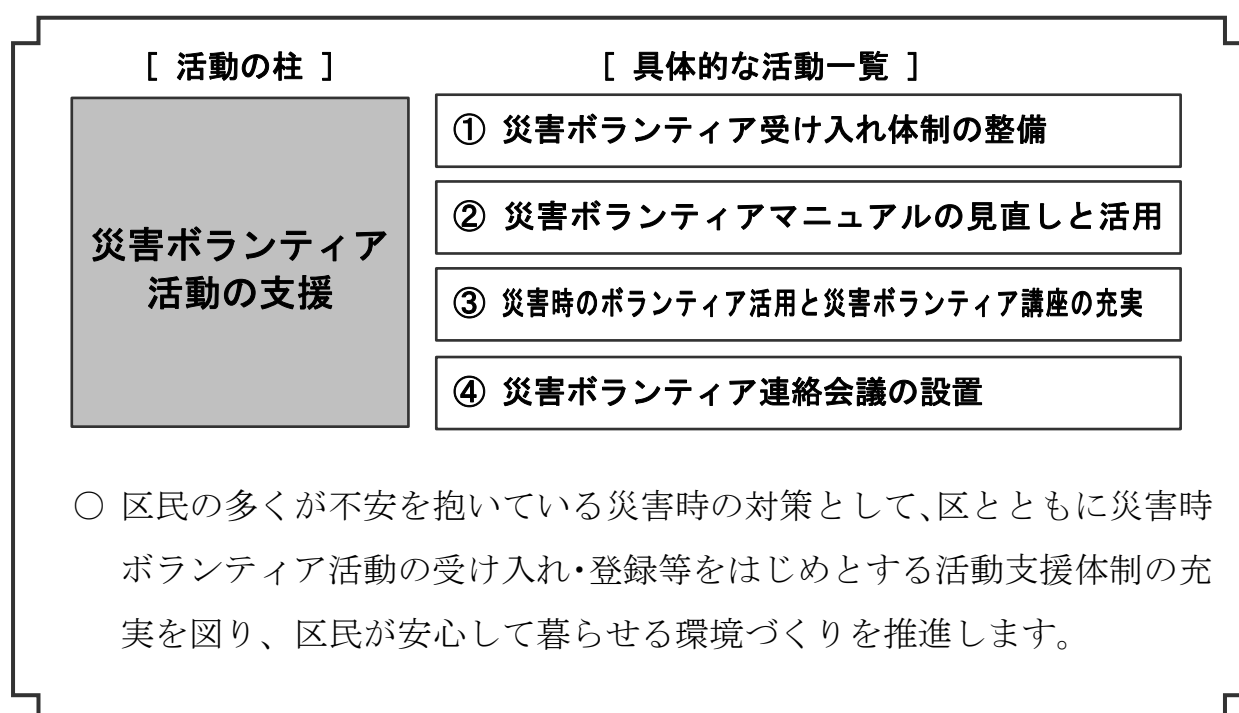 [ 活動の柱 ]
[ 具体的な活動一覧 ]
災害ボランティア
活動の支援
① 災害ボランティア受け入れ体制の整備
② 災害ボランティアマニュアルの見直しと活用
③ 災害時のボランティア活用と災害ボランティア講座の充実
④ 災害ボランティア連絡会議の設置
○ 区民の多くが不安を抱いている災害時の対策として、区とともに災害時
ボランティア活動の受け入れ・登録等をはじめとする活動支援体制の充
実を図り、区民が安心して暮らせる環境づくりを推進します。